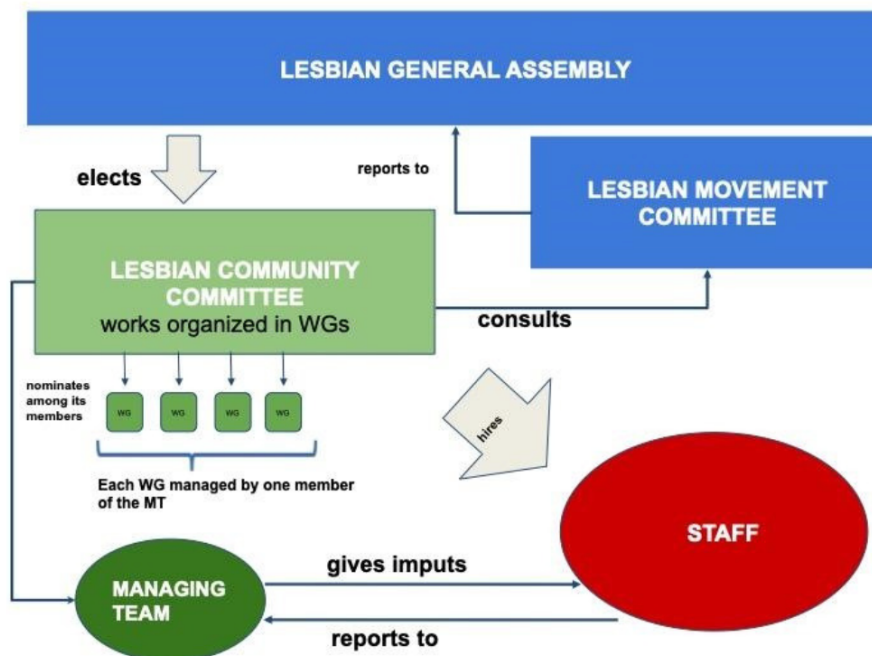 LESBIAN GENERAL ASSEMBLY
elects
reports to
LESBIAN MOVEMENT
COMMITTEE
LESBIAN COMMUNITY
COMMITTEE
works organized in WGs
consults
nominates
among its
members
WG
WG
WG
WG
hires
Each WG managed by one member
of the MT
STAFF
gives imputs
MANAGING
TEAM
reports to